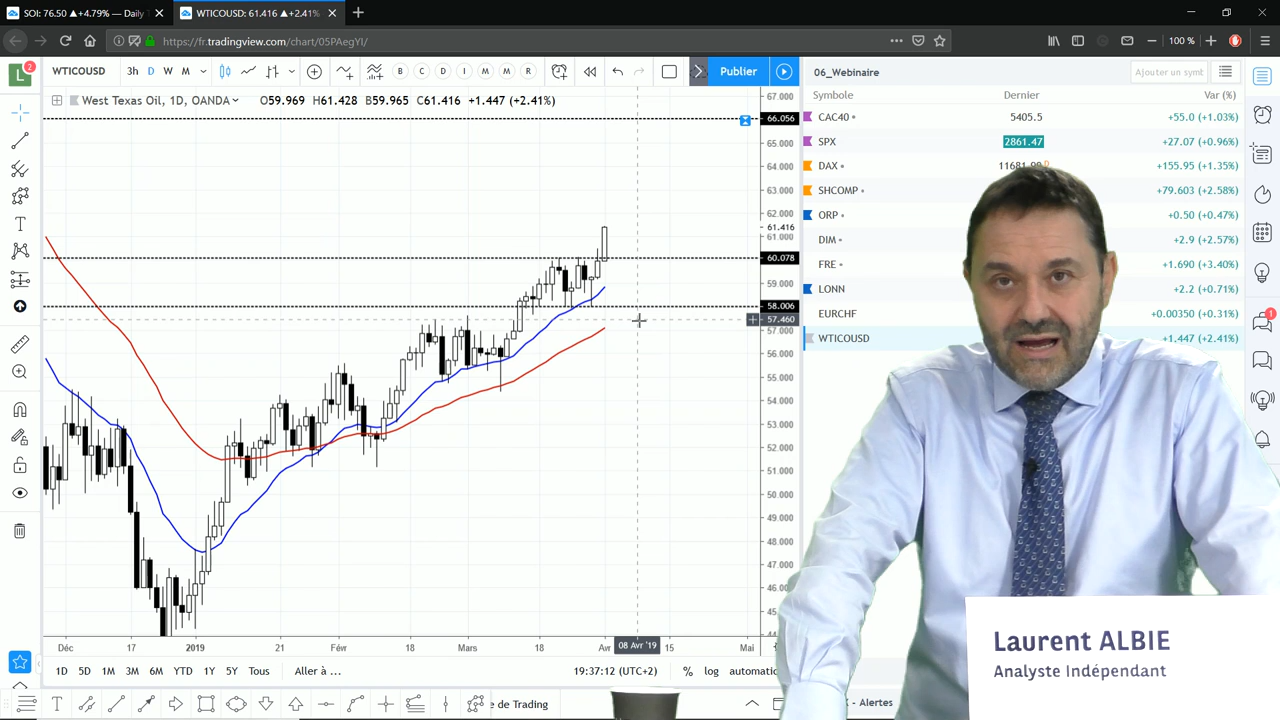 SOI: 76.50 ▲+4.79% — Daily
WTICOUSD: 61.416 ▲+2.41%
https://fr.tradingview.com/chart/05PAegYI/
100 %
L 2
WTICOUSD 3h D W M B C D I M M R Publier
06_Webinaire
Ajouter un symt
West Texas Oil, 1D, OANDA O59.969 H61.428 B59.965 C61.416 +1.447 (+2.41%)
Symbole Dernier Var (%)
CAC40 5405.5 +55.0 (+1.03%)
SPX 2861.47 +27.07 (+0.96%)
DAX +155.95 (+1.35%)
SHCOMP +79.603 (+2.58%)
ORP +0.50 (+0.47%)
DIM +2.9 (+2.57%)
FRE +1.690 (+3.40%)
LONN +2.2 (+0.71%)
EURCHF +0.00350 (+0.31%)
WTICOUSD +1.447 (+2.41%)
1
67.000
66.056
65.000
64.000
63.000
62.000
61.416
61.000
60.078
59.000
58.006
57.460
57.000
56.000
55.000
54.000
53.000
52.000
51.000
50.000
49.000
48.000
47.000
46.000
Déc 17 2019 21 Févr 18 Mars 18 Avr 08 Avr '19 15 Mai
1D 5D 1M 3M 6M YTD 1Y 5Y Tous Aller à ... 19:37:12 (UTC+2) % log
e de Trading
- Alertes
Laurent ALBIE
Analyste Indépendant